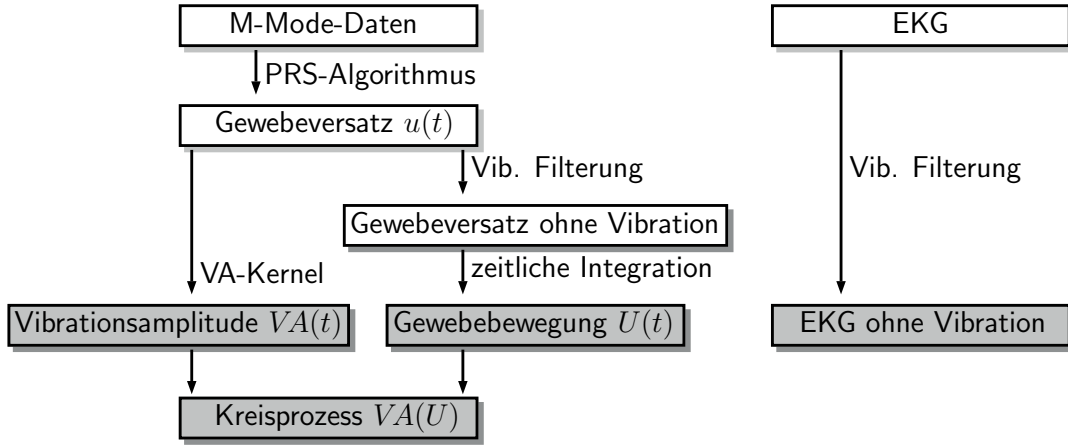 M-Mode-Daten
EKG
PRS-Algorithmus
Gewebeversatz u(t)
Vib. Filterung
Vib. Filterung
Gewebeversatz ohne Vibration
VA-Kernel
zeitliche Integration
Vibrationsamplitude VA(t)
Gewebebewegung U(t)
EKG ohne Vibration
Kreisprozess VA(U)